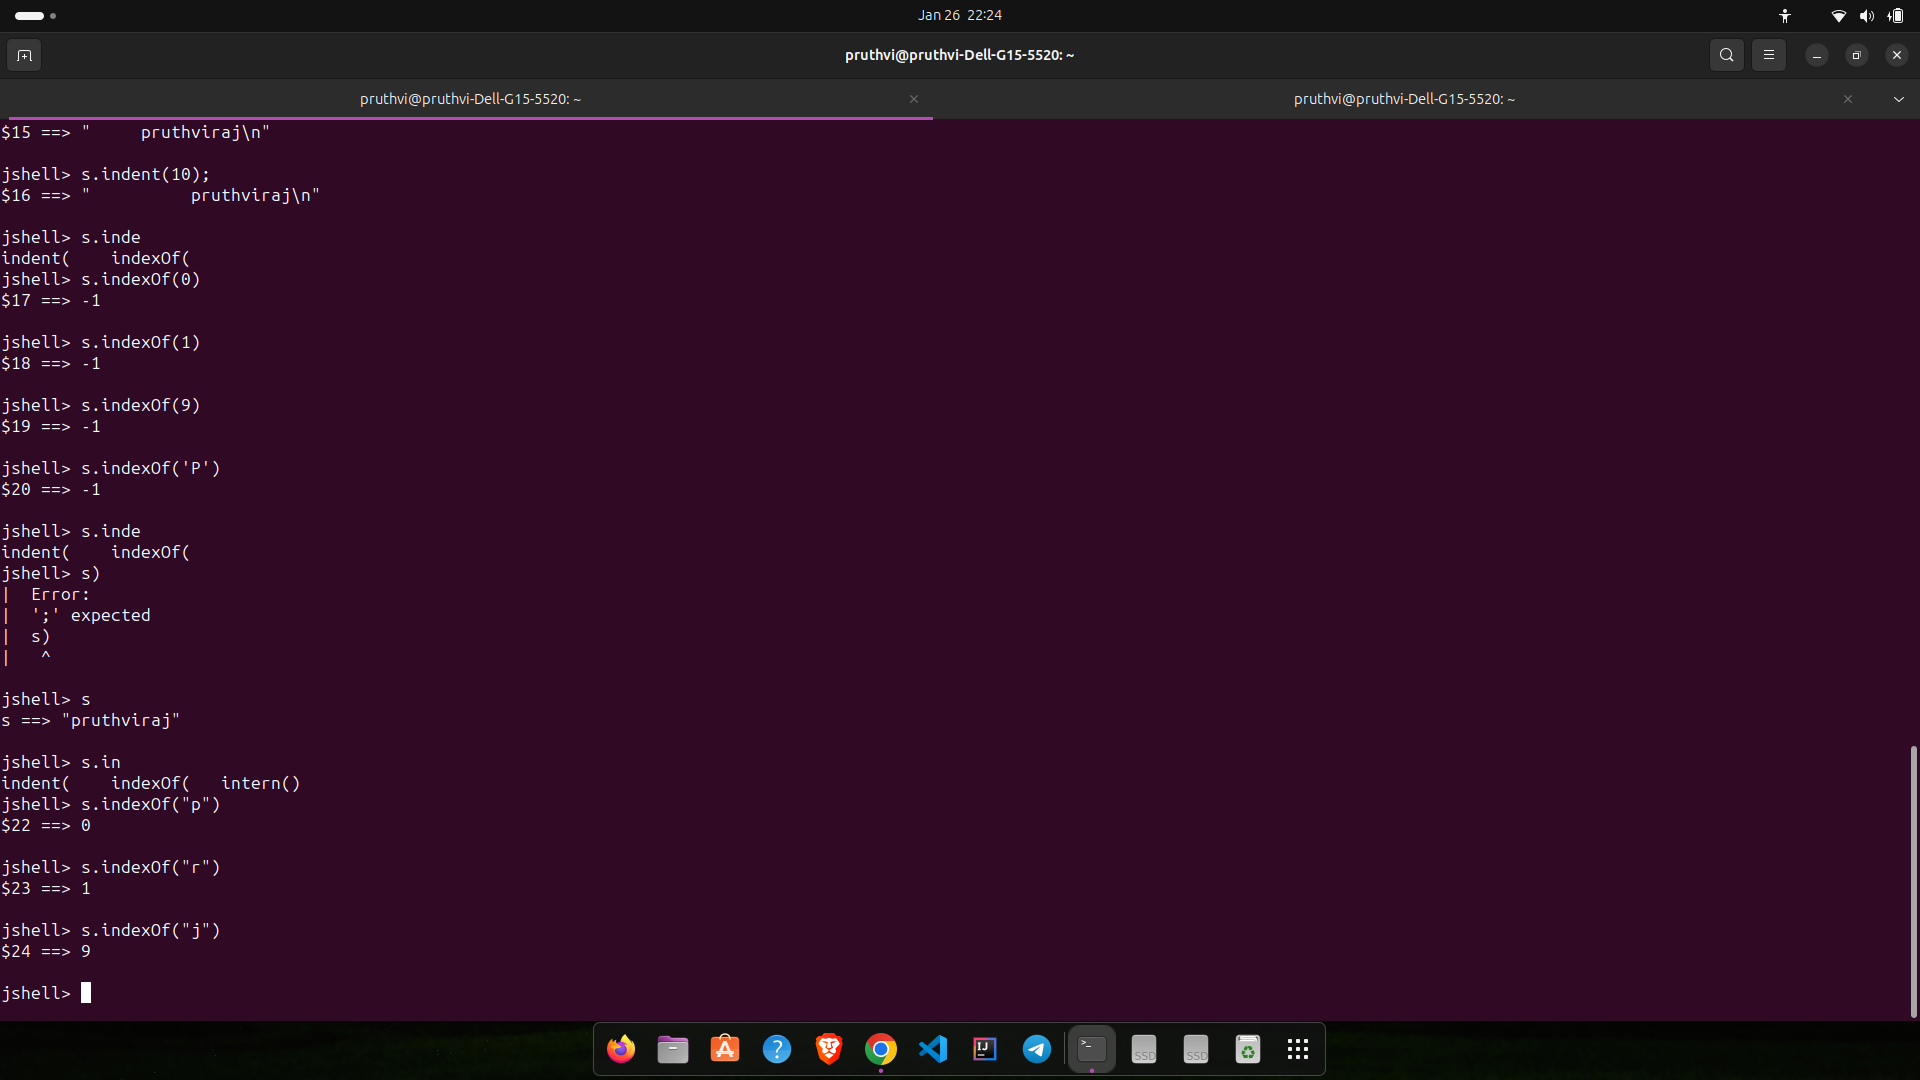 Jan 26 22:24
pruthvi@pruthvi-Dell-G15-5520: ~
pruthvi@pruthvi-Dell-G15-5520: ~
pruthvi@pruthvi-Dell-G15-5520: ~
$15 ==> "     pruthviraj\n"
jshell> s.indent(10);
$16 ==> "          pruthviraj\n"
jshell> s.inde
indent(    indexOf(
jshell> s.indexOf(0)
$17 ==> -1
jshell> s.indexOf(1)
$18 ==> -1
jshell> s.indexOf(9)
$19 ==> -1
jshell> s.indexOf('P')
$20 ==> -1
jshell> s.inde
indent(    indexOf(
jshell> s)
|  Error:
|  ';' expected
|  s)
|   ^
jshell> s
s ==> "pruthviraj"
jshell> s.in
indent(    indexOf(   intern()
jshell> s.indexOf("p")
$22 ==> 0
jshell> s.indexOf("r")
$23 ==> 1
jshell> s.indexOf("j")
$24 ==> 9
jshell>
SSD
SSD